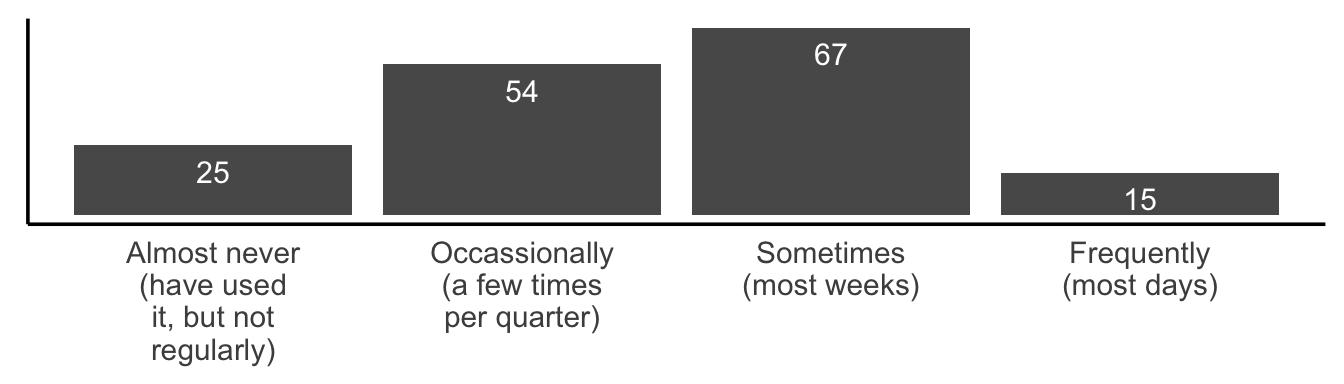 25
54
67
15
Almost never
(have used
it, but not
regularly)
Occassionally
(a few times
per quarter)
Sometimes
(most weeks)
Frequently
(most days)